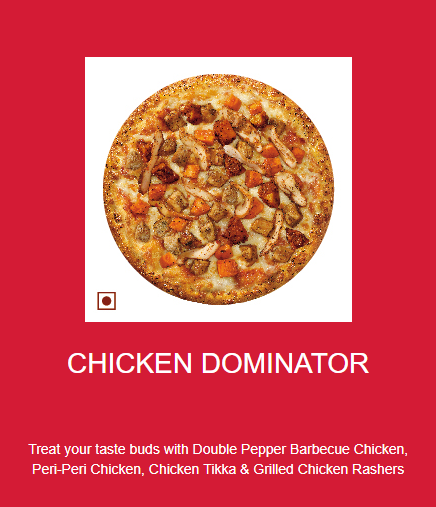 CHICKEN DOMINATOR
Treat your taste buds with Double Pepper Barbecue Chicken,
Peri-Peri Chicken, Chicken Tikka & Grilled Chicken Rashers